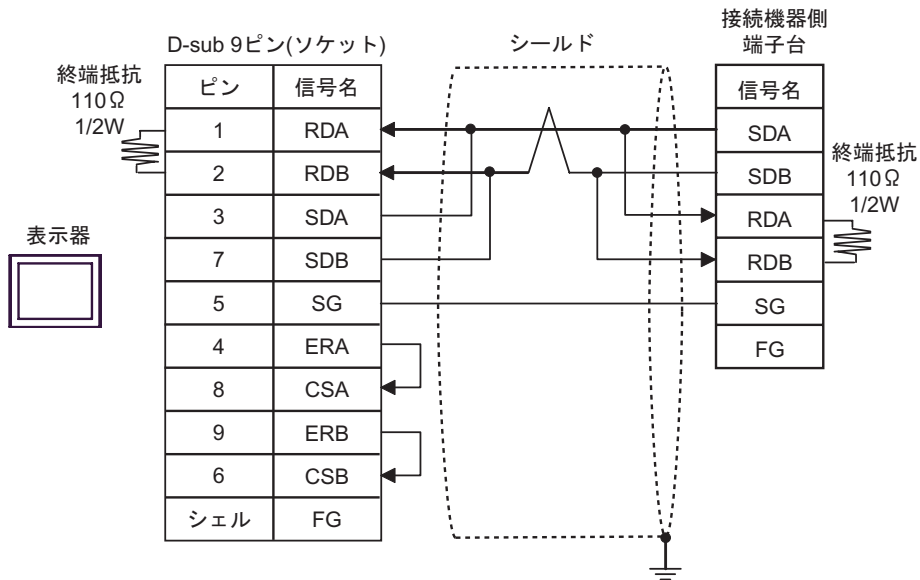 接続機器側
端子台
D-sub 9ピン(ソケット)
シールド
終端抵抗
110Ω
1/2W
ピン 信号名
1 RDA
2 RDB
3 SDA
7 SDB
5 SG
4 ERA
8 CSA
9 ERB
6 CSB
シェル FG
表示器
信号名
SDA
SDB
RDA
RDB
SG
FG
終端抵抗
110Ω
1/2W